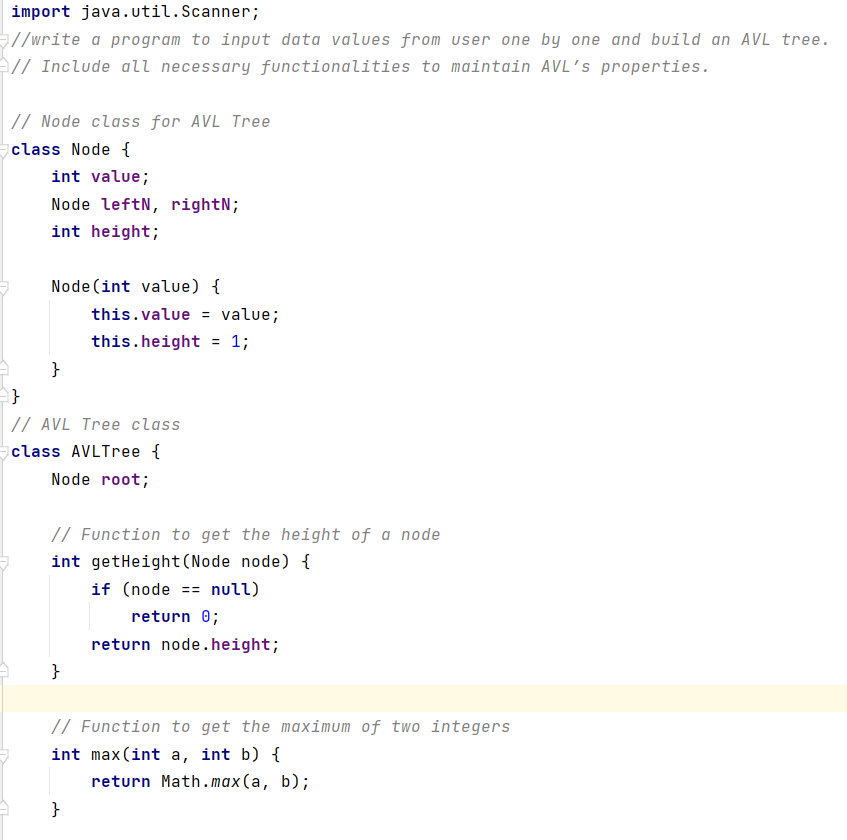 import java.util.Scanner;
//write a program to input data values from user one by one and build an AVL tree.
// Include all necessary functionalities to maintain AVL’s properties.
// Node class for AVL Tree
class Node {
    int value;
    Node leftN, rightN;
    int height;
    Node(int value) {
        this.value = value;
        this.height = 1;
    }
}
// AVL Tree class
class AVLTree {
    Node root;
    // Function to get the height of a node
    int getHeight(Node node) {
        if (node == null)
            return 0;
        return node.height;
    }
    // Function to get the maximum of two integers
    int max(int a, int b) {
        return Math.max(a, b);
    }